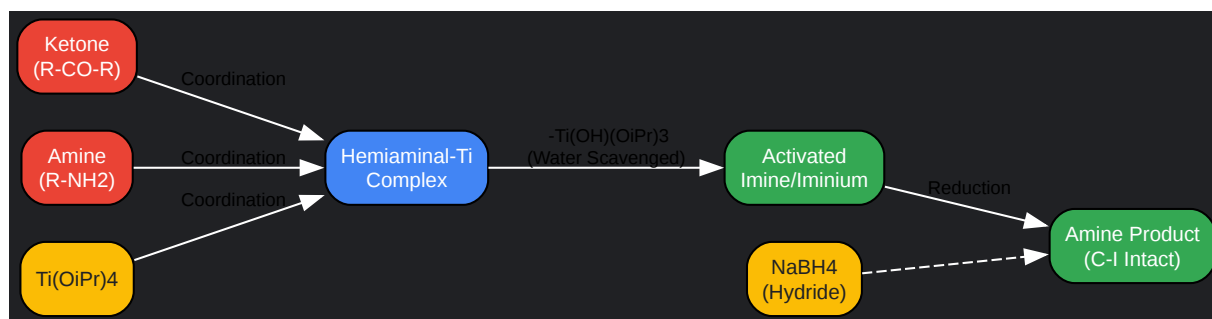 Ketone
(R-CO-R)
Coordination
Amine
(R-NH2)
Coordination
Ti(OiPr)4
Coordination
Hemiaminal-Ti
Complex
-Ti(OH)(OiPr)3
(Water Scavenged)
Activated
Imine/Iminium
Reduction
NaBH4
(Hydride)
Amine Product
(C-I Intact)